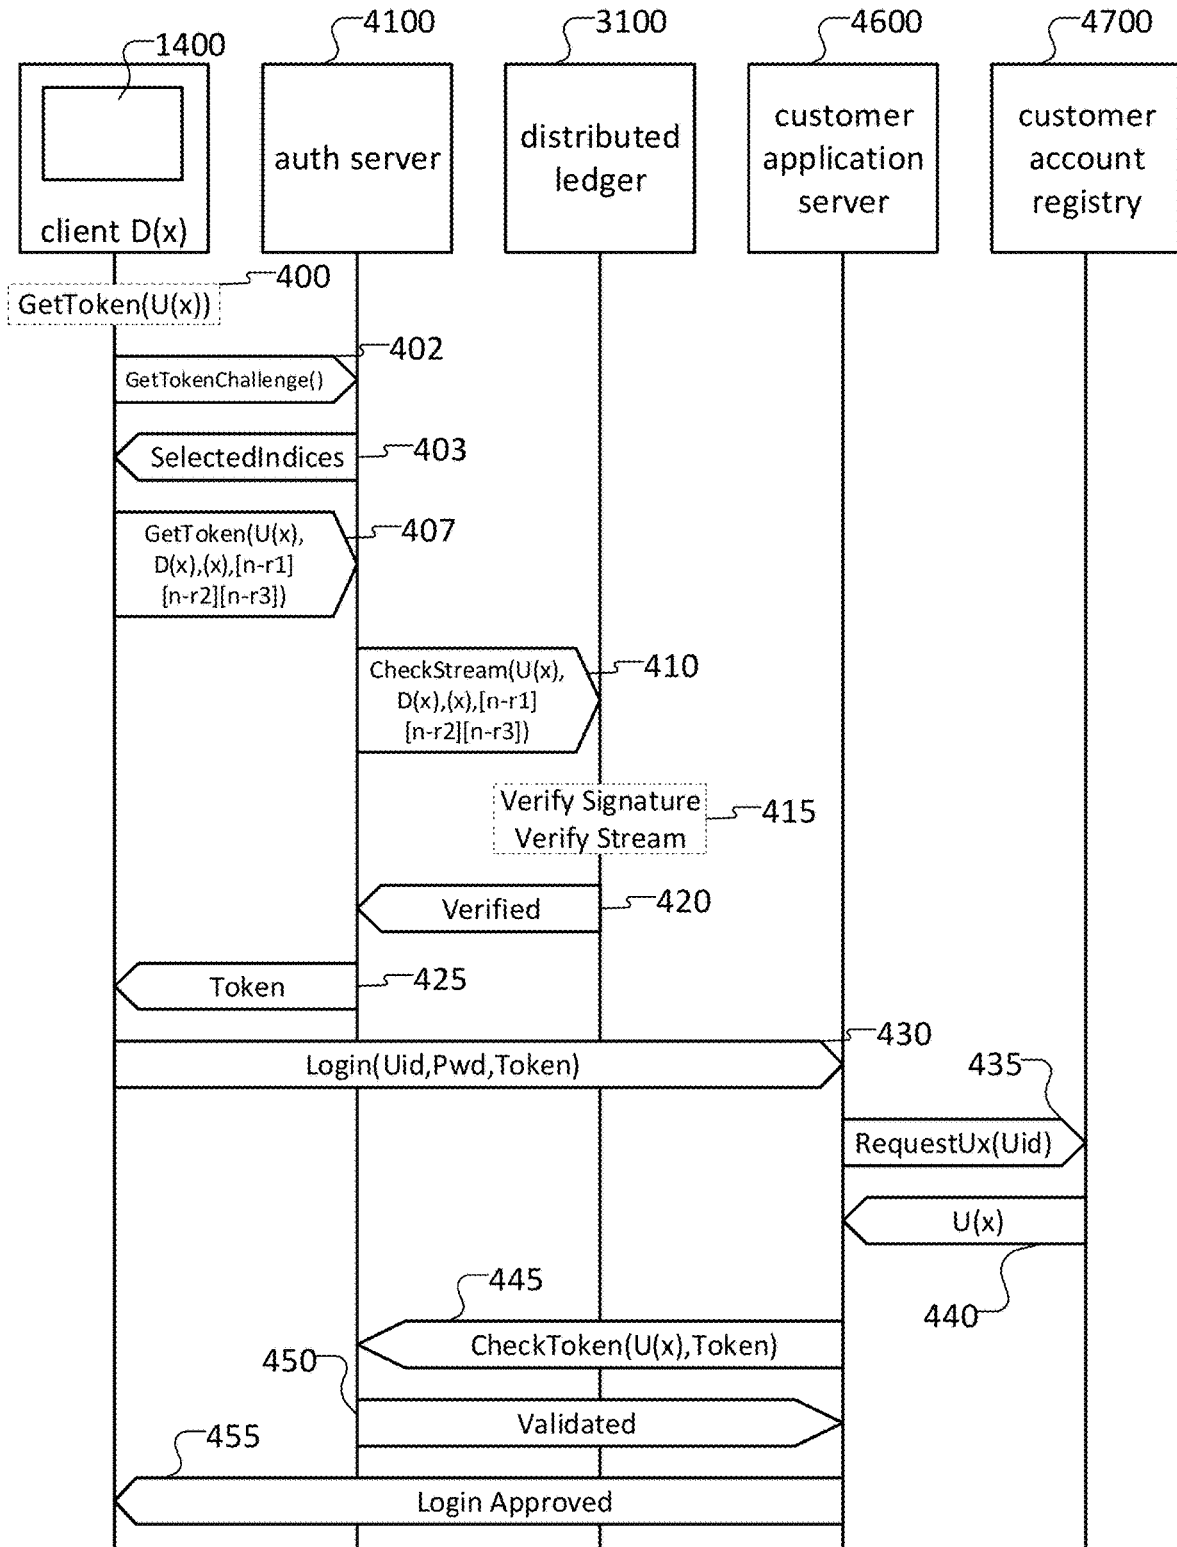 4100
3100
4600
4700
1400
client D(x)
auth server
distributed
ledger
customer
application
server
customer
account
registry
400
GetToken(U(x))
402
GetTokenChallenge()
403
SelectedIndices
407
GetToken(U(x),
D(x),(x),[n-r1]
[n-r2][n-r3])
410
CheckStream(U(x),
D(x),(x),[n-r1]
[n-r2][n-r3])
Verify Signature
Verify Stream
415
Verified
420
Token
425
430
Login(Uid,Pwd,Token)
435
RequestUx(Uid)
U(x)
440
445
CheckToken(U(x),Token)
450
Validated
455
Login Approved